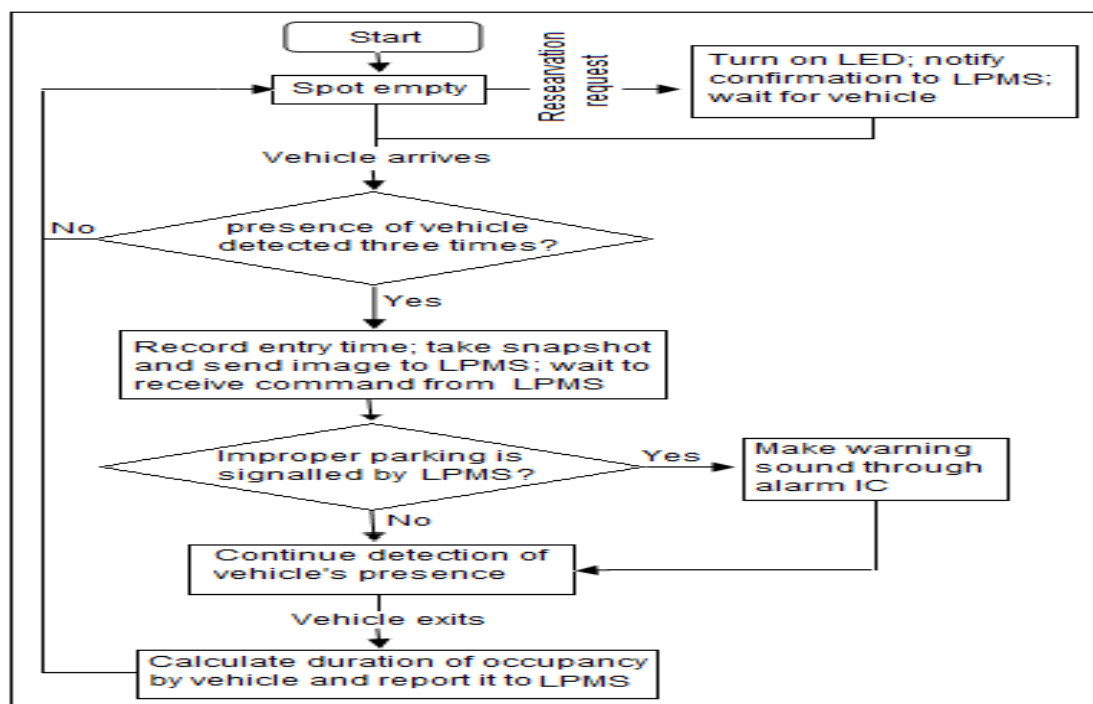 Start
Spot empty
Researvation
request
Turn on LED; notify
confirmation to LPMS;
wait for vehicle
Vehicle arrives
presence of vehicle
detected three times?
No
Yes
Record entry time; take snapshot
and send image to LPMS; wait to
receive command from LPMS
Improper parking is
signalled by LPMS?
Yes
Make warning
sound through
alarm IC
No
Continue detection of
vehicle's presence
Vehicle exits
Calculate duration of occupancy
by vehicle and report it to LPMS